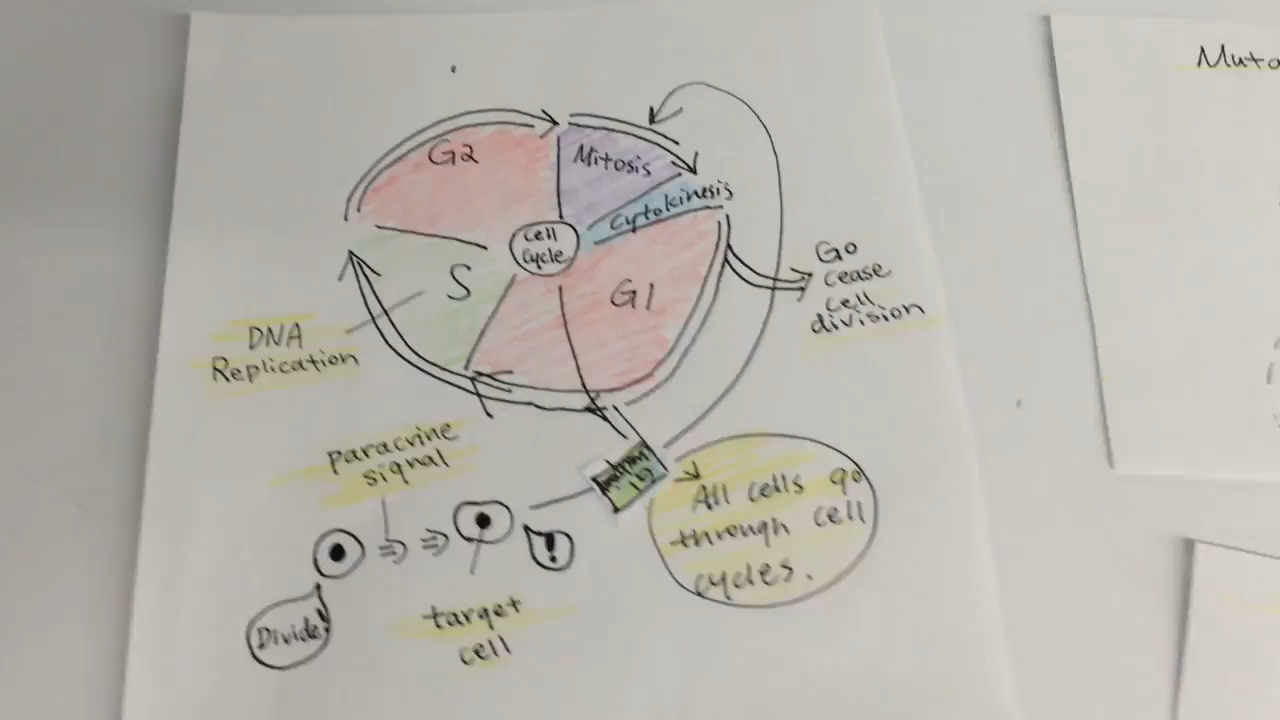 Muta
G2
Mitosis
Cytokinesis
Cell
Cycle
S
G1
Go
cease
cell
division
DNA
Replication
paracrine
signal
All cells go
through cell
cycles.
!
Divide!
target
cell